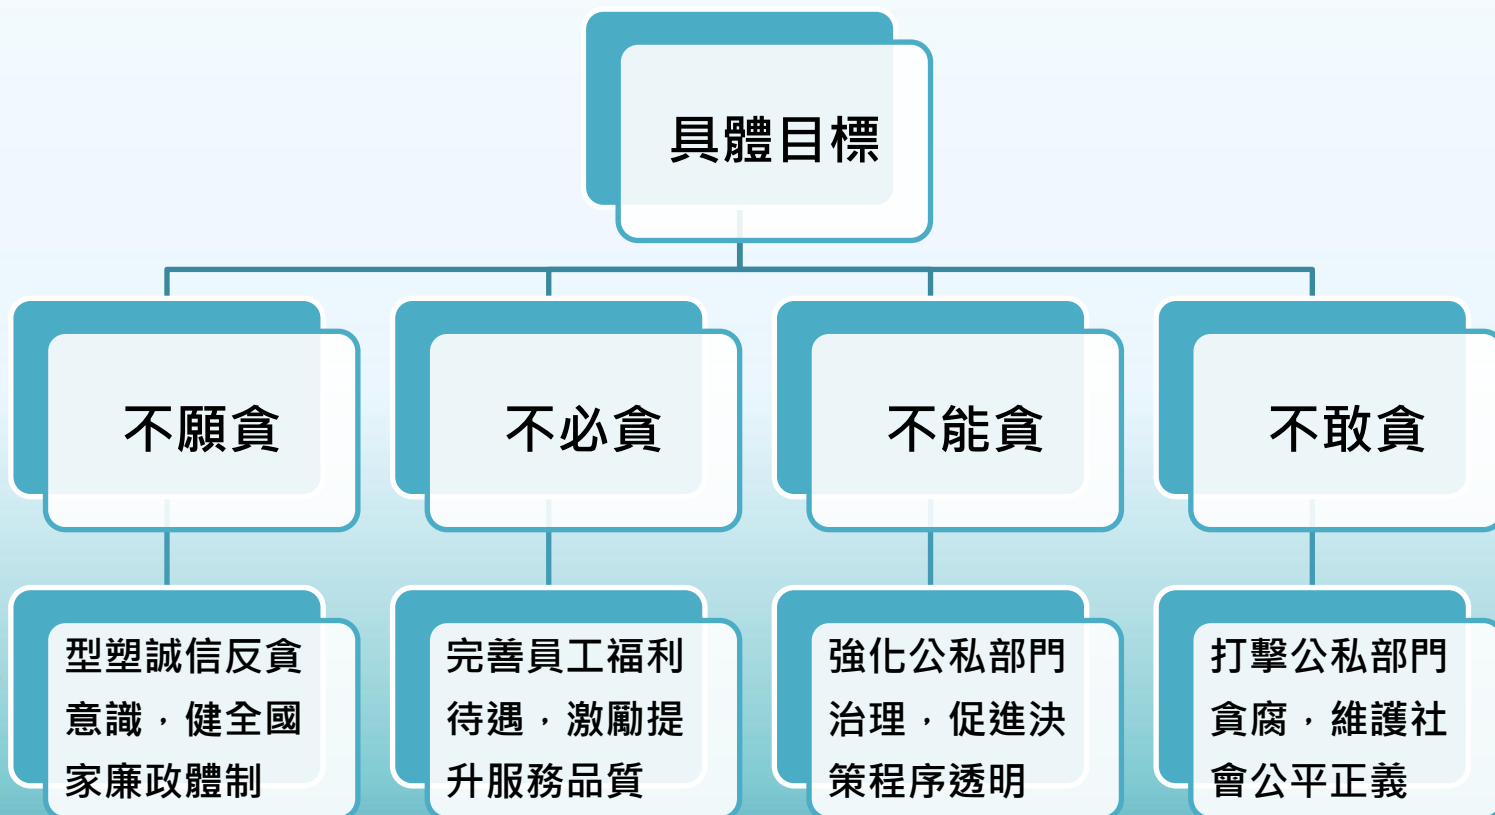 具體目標
不願貪
不必貪
不能貪
不敢貪
型塑誠信反貪
意識，健全國
家廉政體制
完善員工福利
待遇，激勵提
升服務品質
強化公私部門
治理，促進決
策程序透明
打擊公私部門
貪腐，維護社
會公平正義